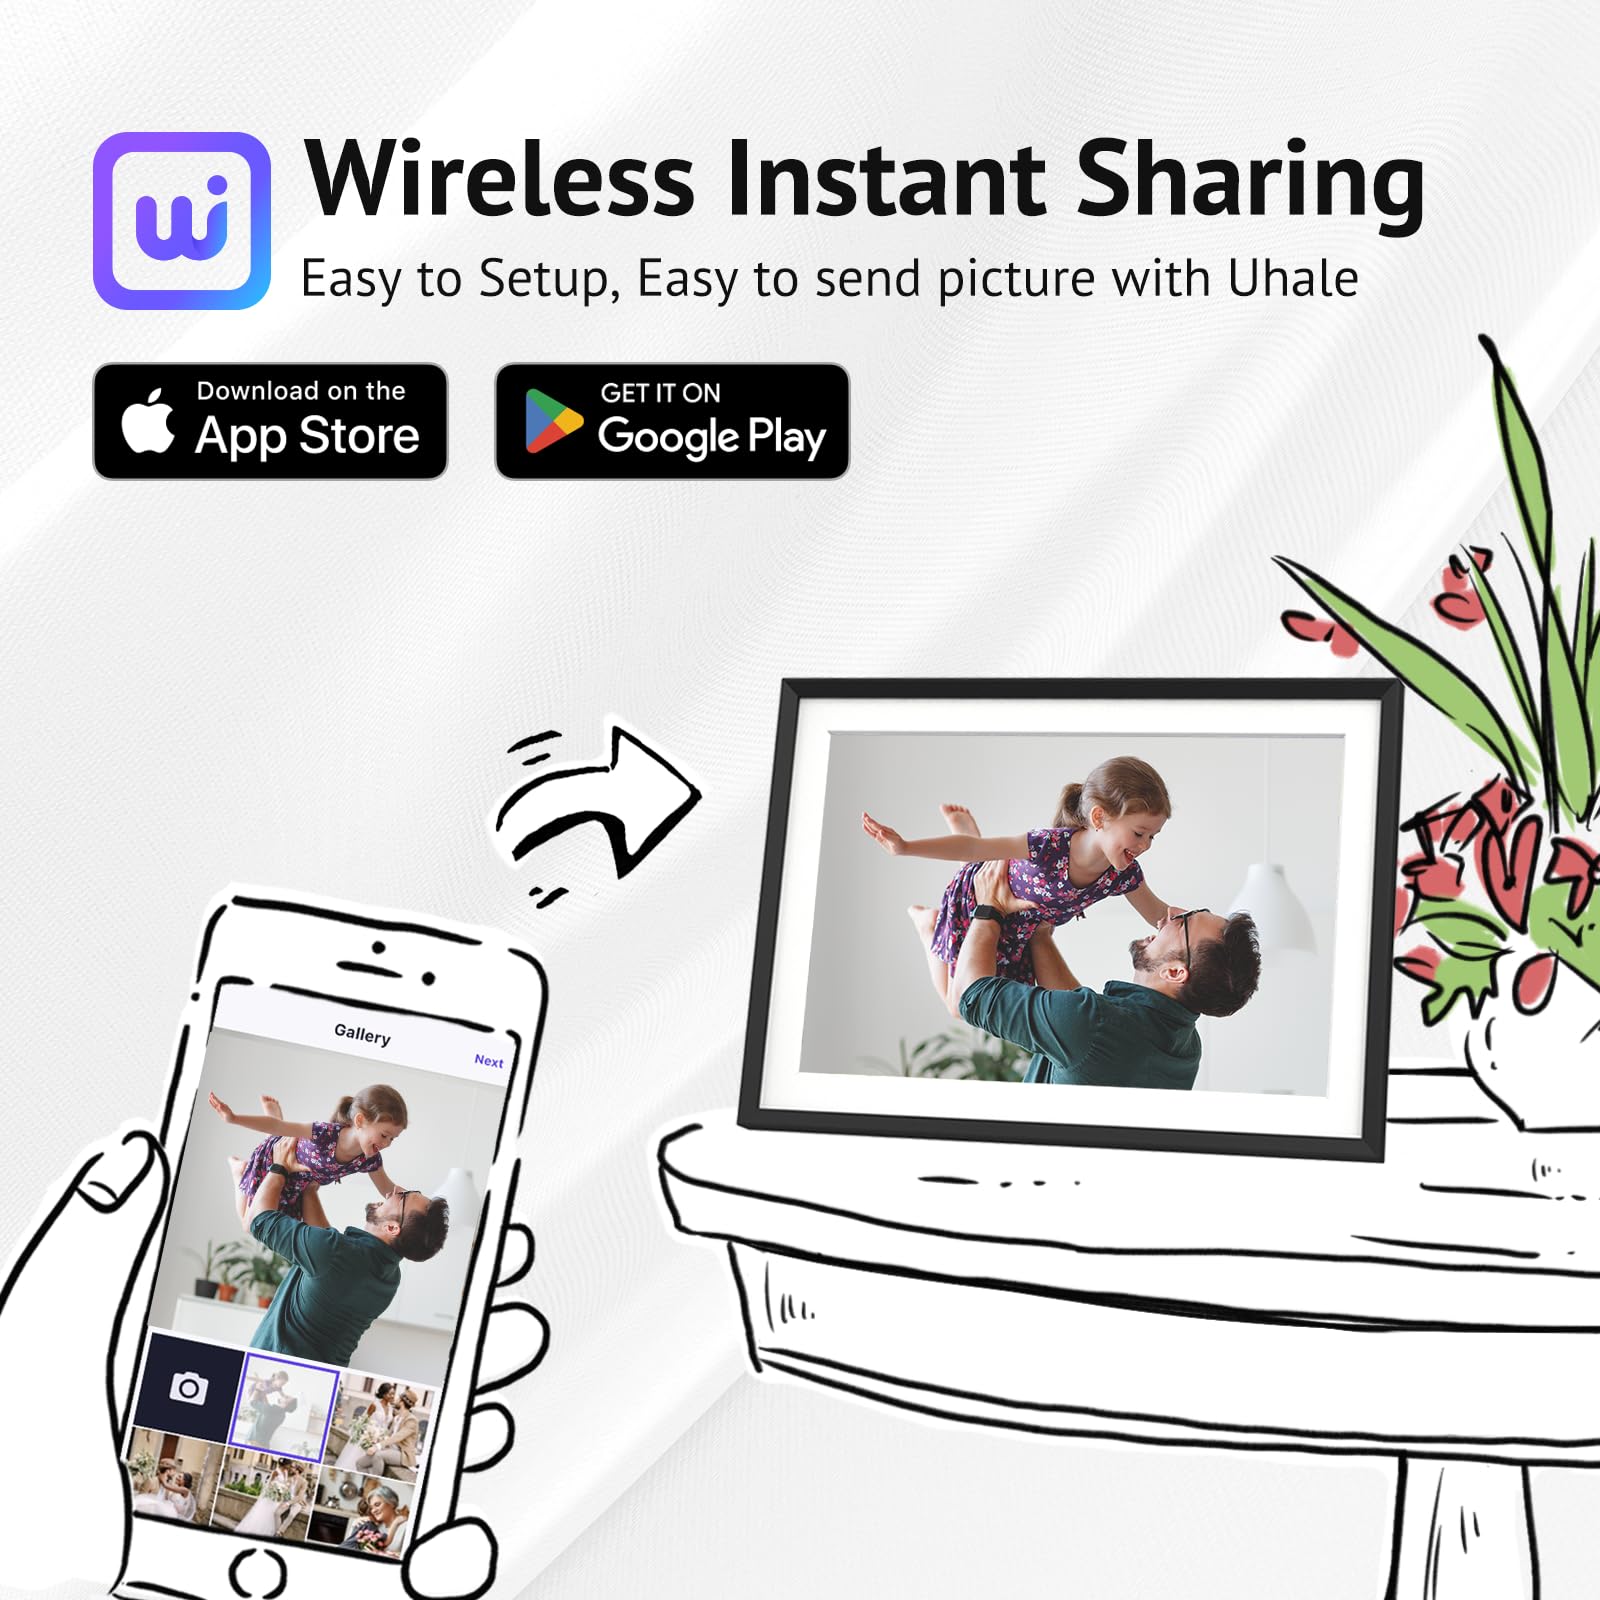 wi
Wireless Instant Sharing
Easy to Setup, Easy to send picture with Uhale
Download on the
App Store
GET IT ON
Google Play
Gallery
Next